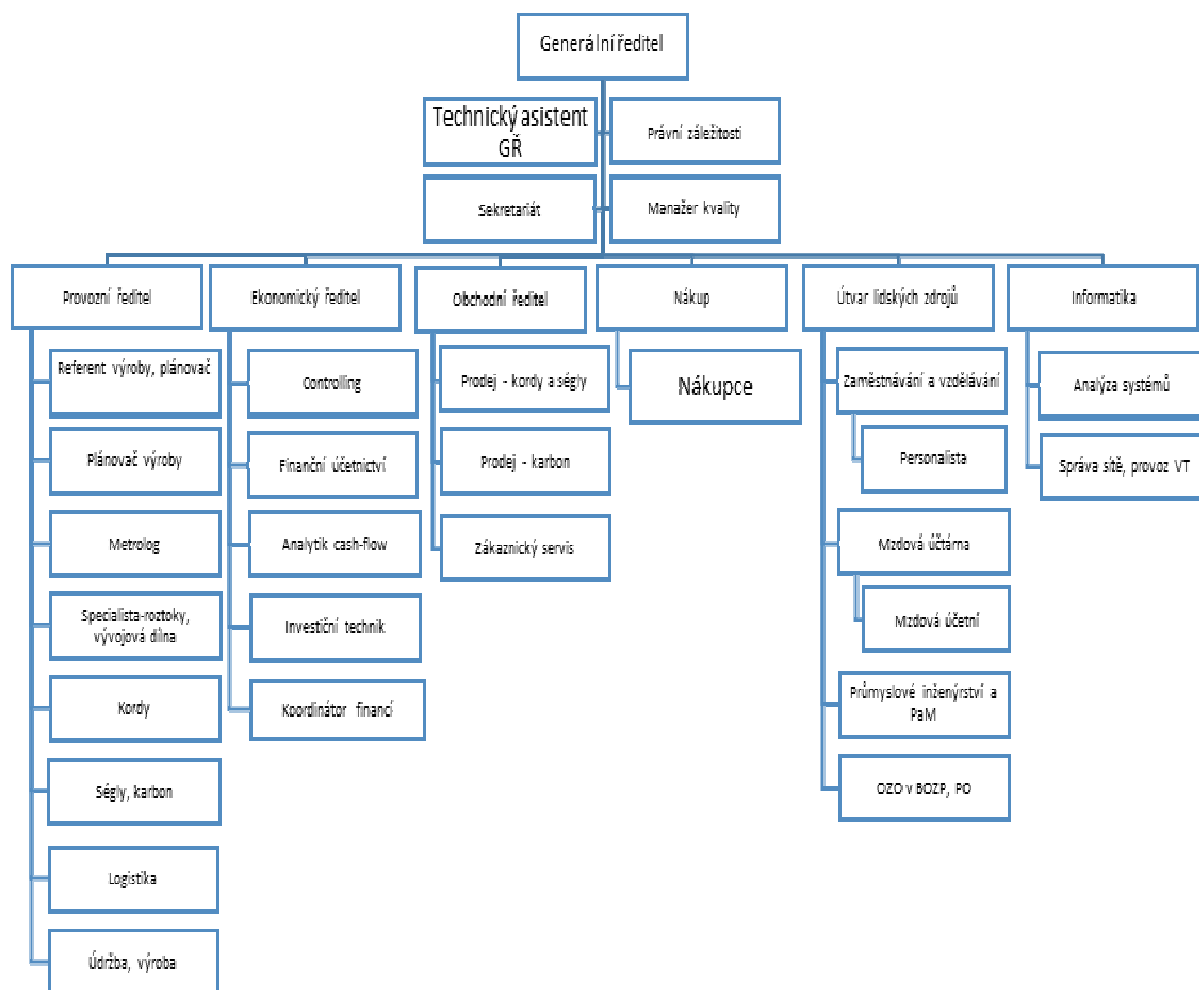 Generální ředitel
Technický asistent
GŘ
Právní záležitosti
Sekretariát
Manažer kvality
Provozní ředitel
Ekonomický ředitel
Obchodní ředitel
Nákup
Útvar lidských zdrojů
Informatika
Referent výroby, plánovač
Plánovač výroby
Metrolog
Specialista-roztoky,
vývojová dílna
Kordy
Ségly, karbon
Logistika
Údržba, výroba
Controlling
Finanční účetnictví
Analytik cash-flow
Investiční technik
Koordinátor financí
Prodej - kordy a ségly
Prodej - karbon
Zákaznický servis
Nákupce
Zaměstnávání a vzdělávání
Personalista
Mzdová účtárna
Mzdová účetní
Průmyslové inženýrství a
PaM
OZO v BOZP, PO
Analýza systémů
Správa sítě, provoz VT